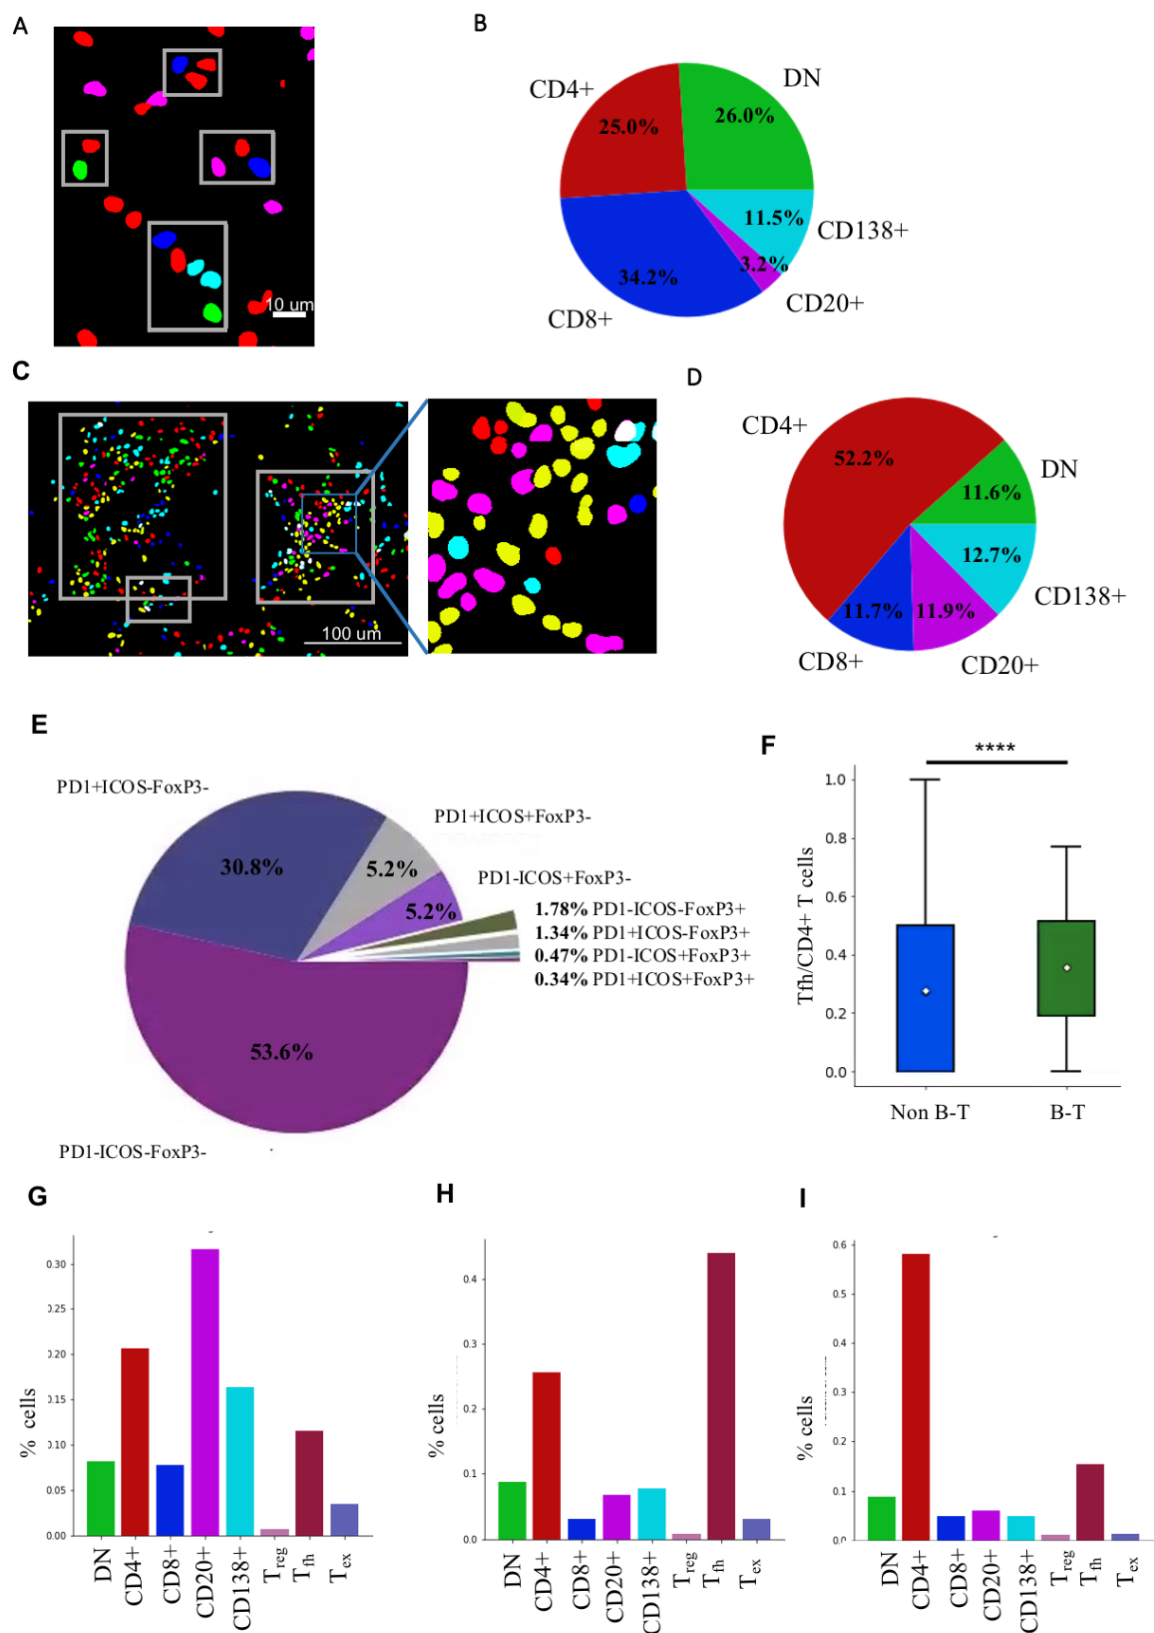 A
10 um
B
CD4+
DN
25.0%
26.0%
11.5%
CD138+
3.2%
34.2%
CD20+
CD8+
C
100 um
D
CD4+
52.2%
DN
11.6%
12.7%
CD138+
11.7%
11.9%
CD8+
CD20+
E
PD1+ICOS-FoxP3-
PD1+ICOS+FoxP3-
30.8%
5.2%
PD1-ICOS+FoxP3-
5.2%
1.78% PD1-ICOS-FoxP3+
1.34% PD1+ICOS-FoxP3+
0.47% PD1-ICOS+FoxP3+
0.34% PD1+ICOS+FoxP3+
53.6%
PD1-ICOS-FoxP3-
F
****
Tfh/CD4+ T cells
1.0
0.8
0.6
0.4
0.2
0.0
Non B-T
B-T
G
% cells
0.30
0.25
0.20
0.15
0.10
0.05
0.00
DN
CD4+
CD8+
CD20+
CD138+
Treg
Tfh
Tex
H
% cells
0.4
0.3
0.2
0.1
0.0
DN
CD4+
CD8+
CD20+
CD138+
Treg
Tfh
Tex
I
% cells
0.6
0.5
0.4
0.3
0.2
0.1
0.0
DN
CD4+
CD8+
CD20+
CD138+
Treg
Tfh
Tex